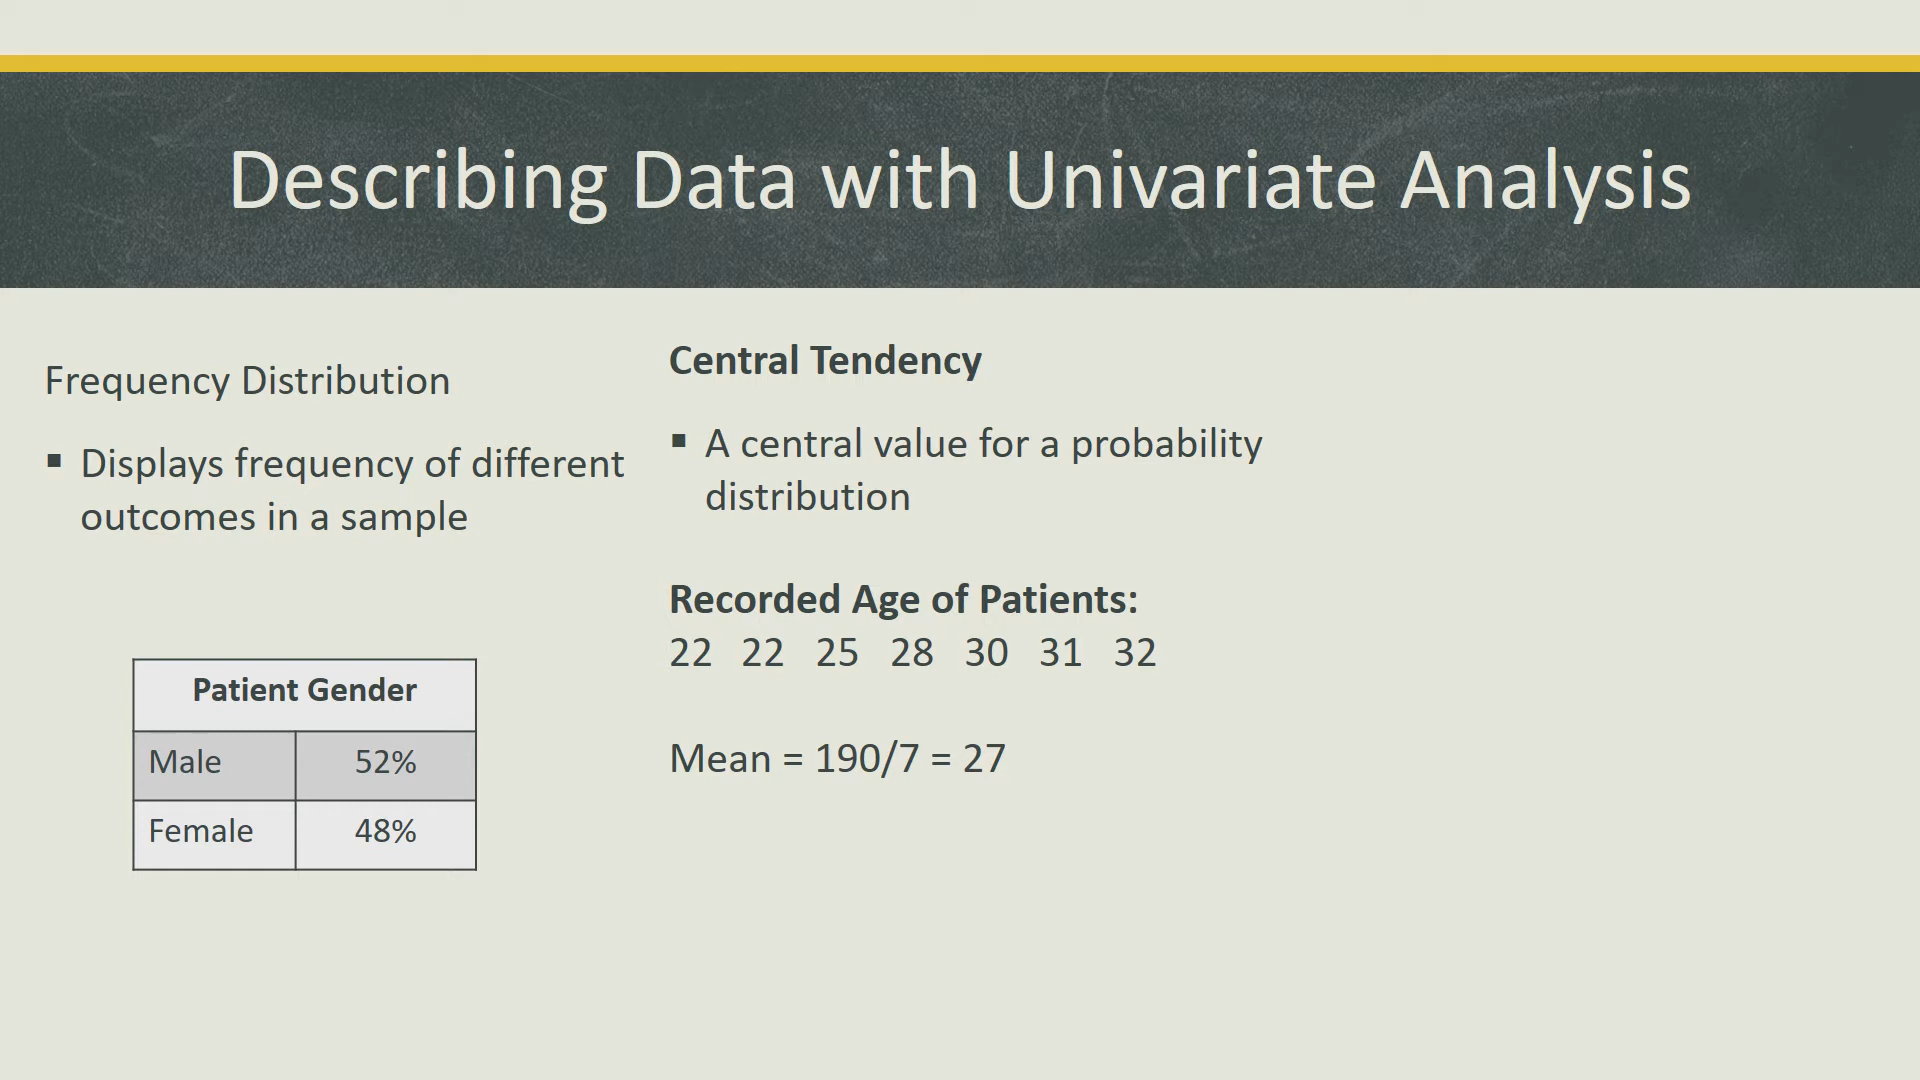 Describing Data with Univariate Analysis
Frequency Distribution
▪ Displays frequency of different
outcomes in a sample
Patient Gender
Male 52%
Female 48%
Central Tendency
▪ A central value for a probability
distribution
Recorded Age of Patients:
22 22 25 28 30 31 32
Mean = 190/7 = 27